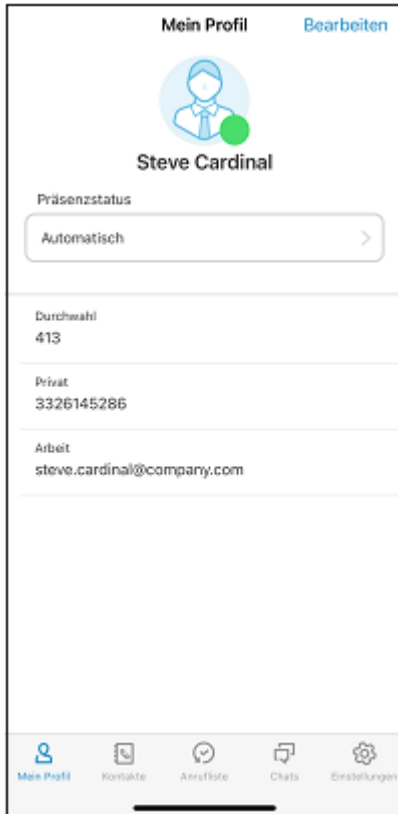 Mein Profil Bearbeiten
Steve Cardinal
Präsenzstatus
Automatisch
Durchwahl
413
Privat
3326145286
Arbeit
steve.cardinal@company.com
Mein Profil Kontakte Anrufliste Chats Einstellungen